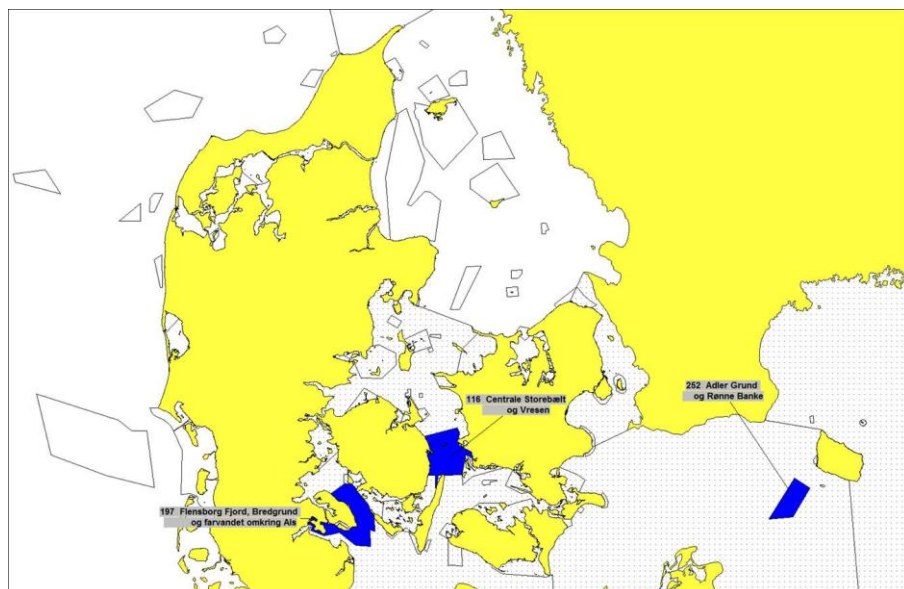 252 Adler Grund
og Rønne Banke
116 Centrale Storebælt
og Vresen
197 Flensborg Fjord, Bredgrund
og farvandet omkring Als